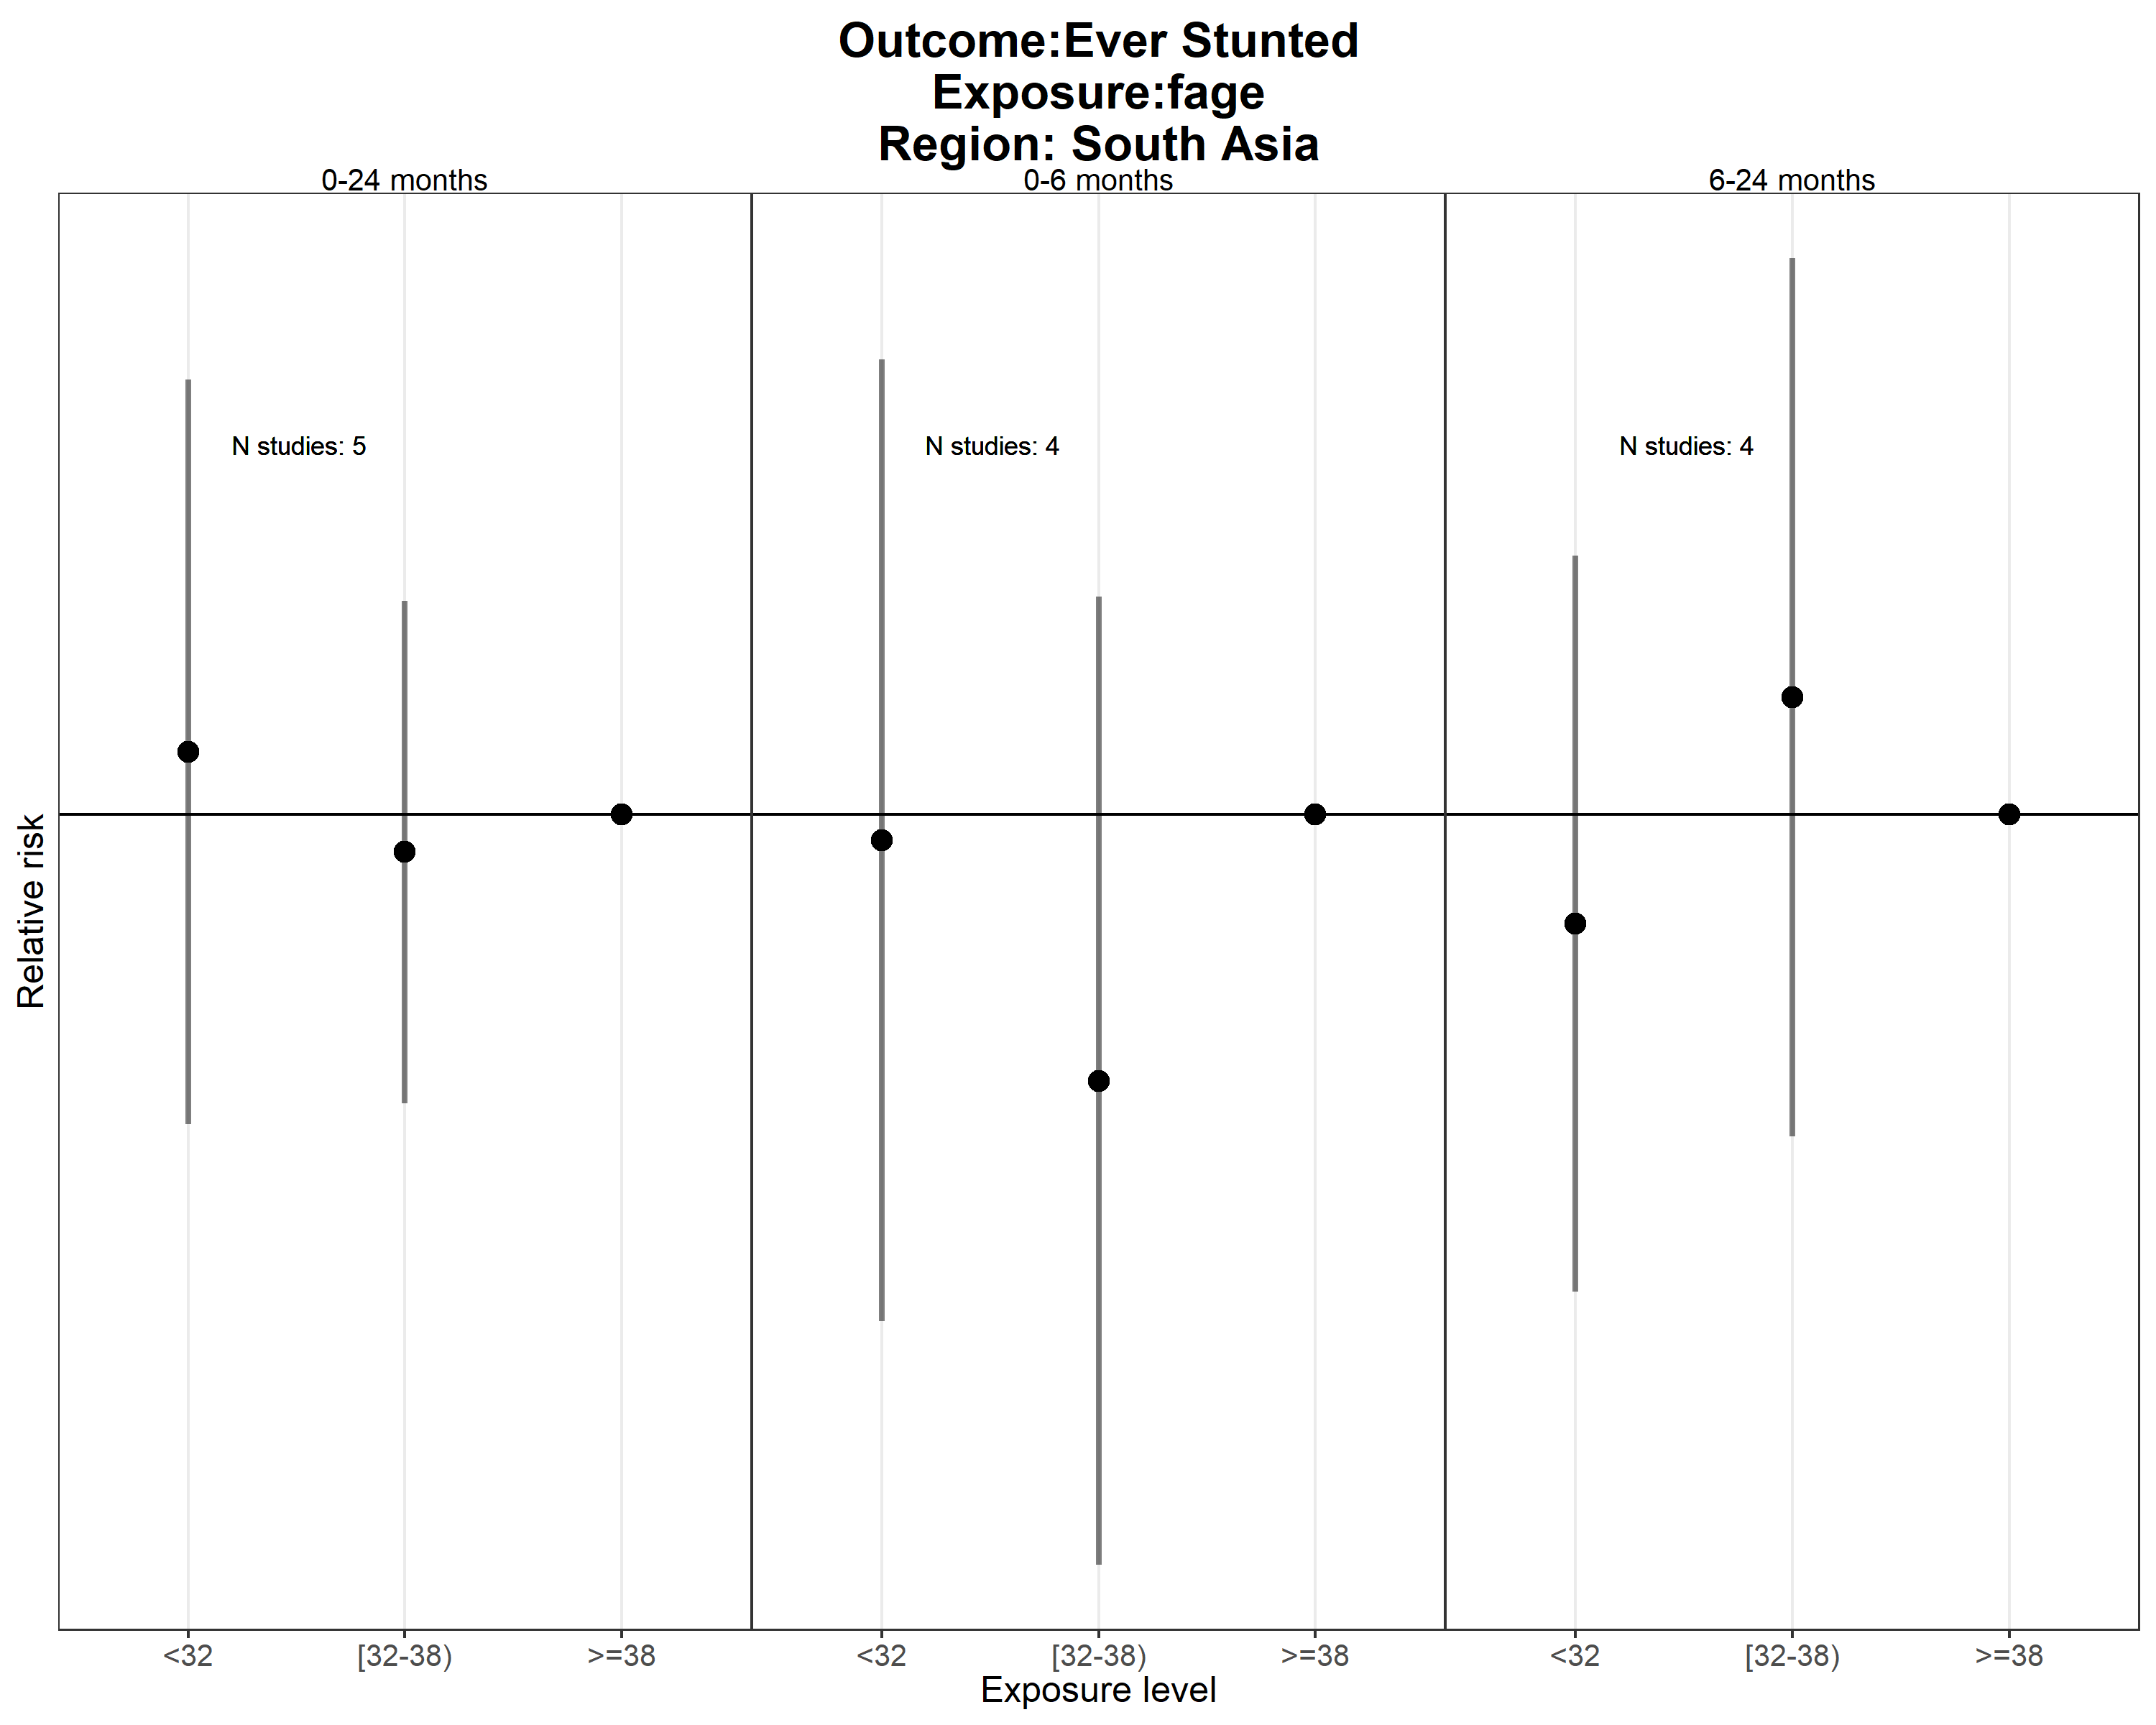 Outcome:Ever Stunted
Exposure:fage
Region: South Asia
0-24 months
0-6 months
6-24 months
N studies: 5
N studies: 4
N studies: 4
Relative risk
<32
[32-38)
>=38
<32
[32-38)
>=38
<32
[32-38)
>=38
Exposure level